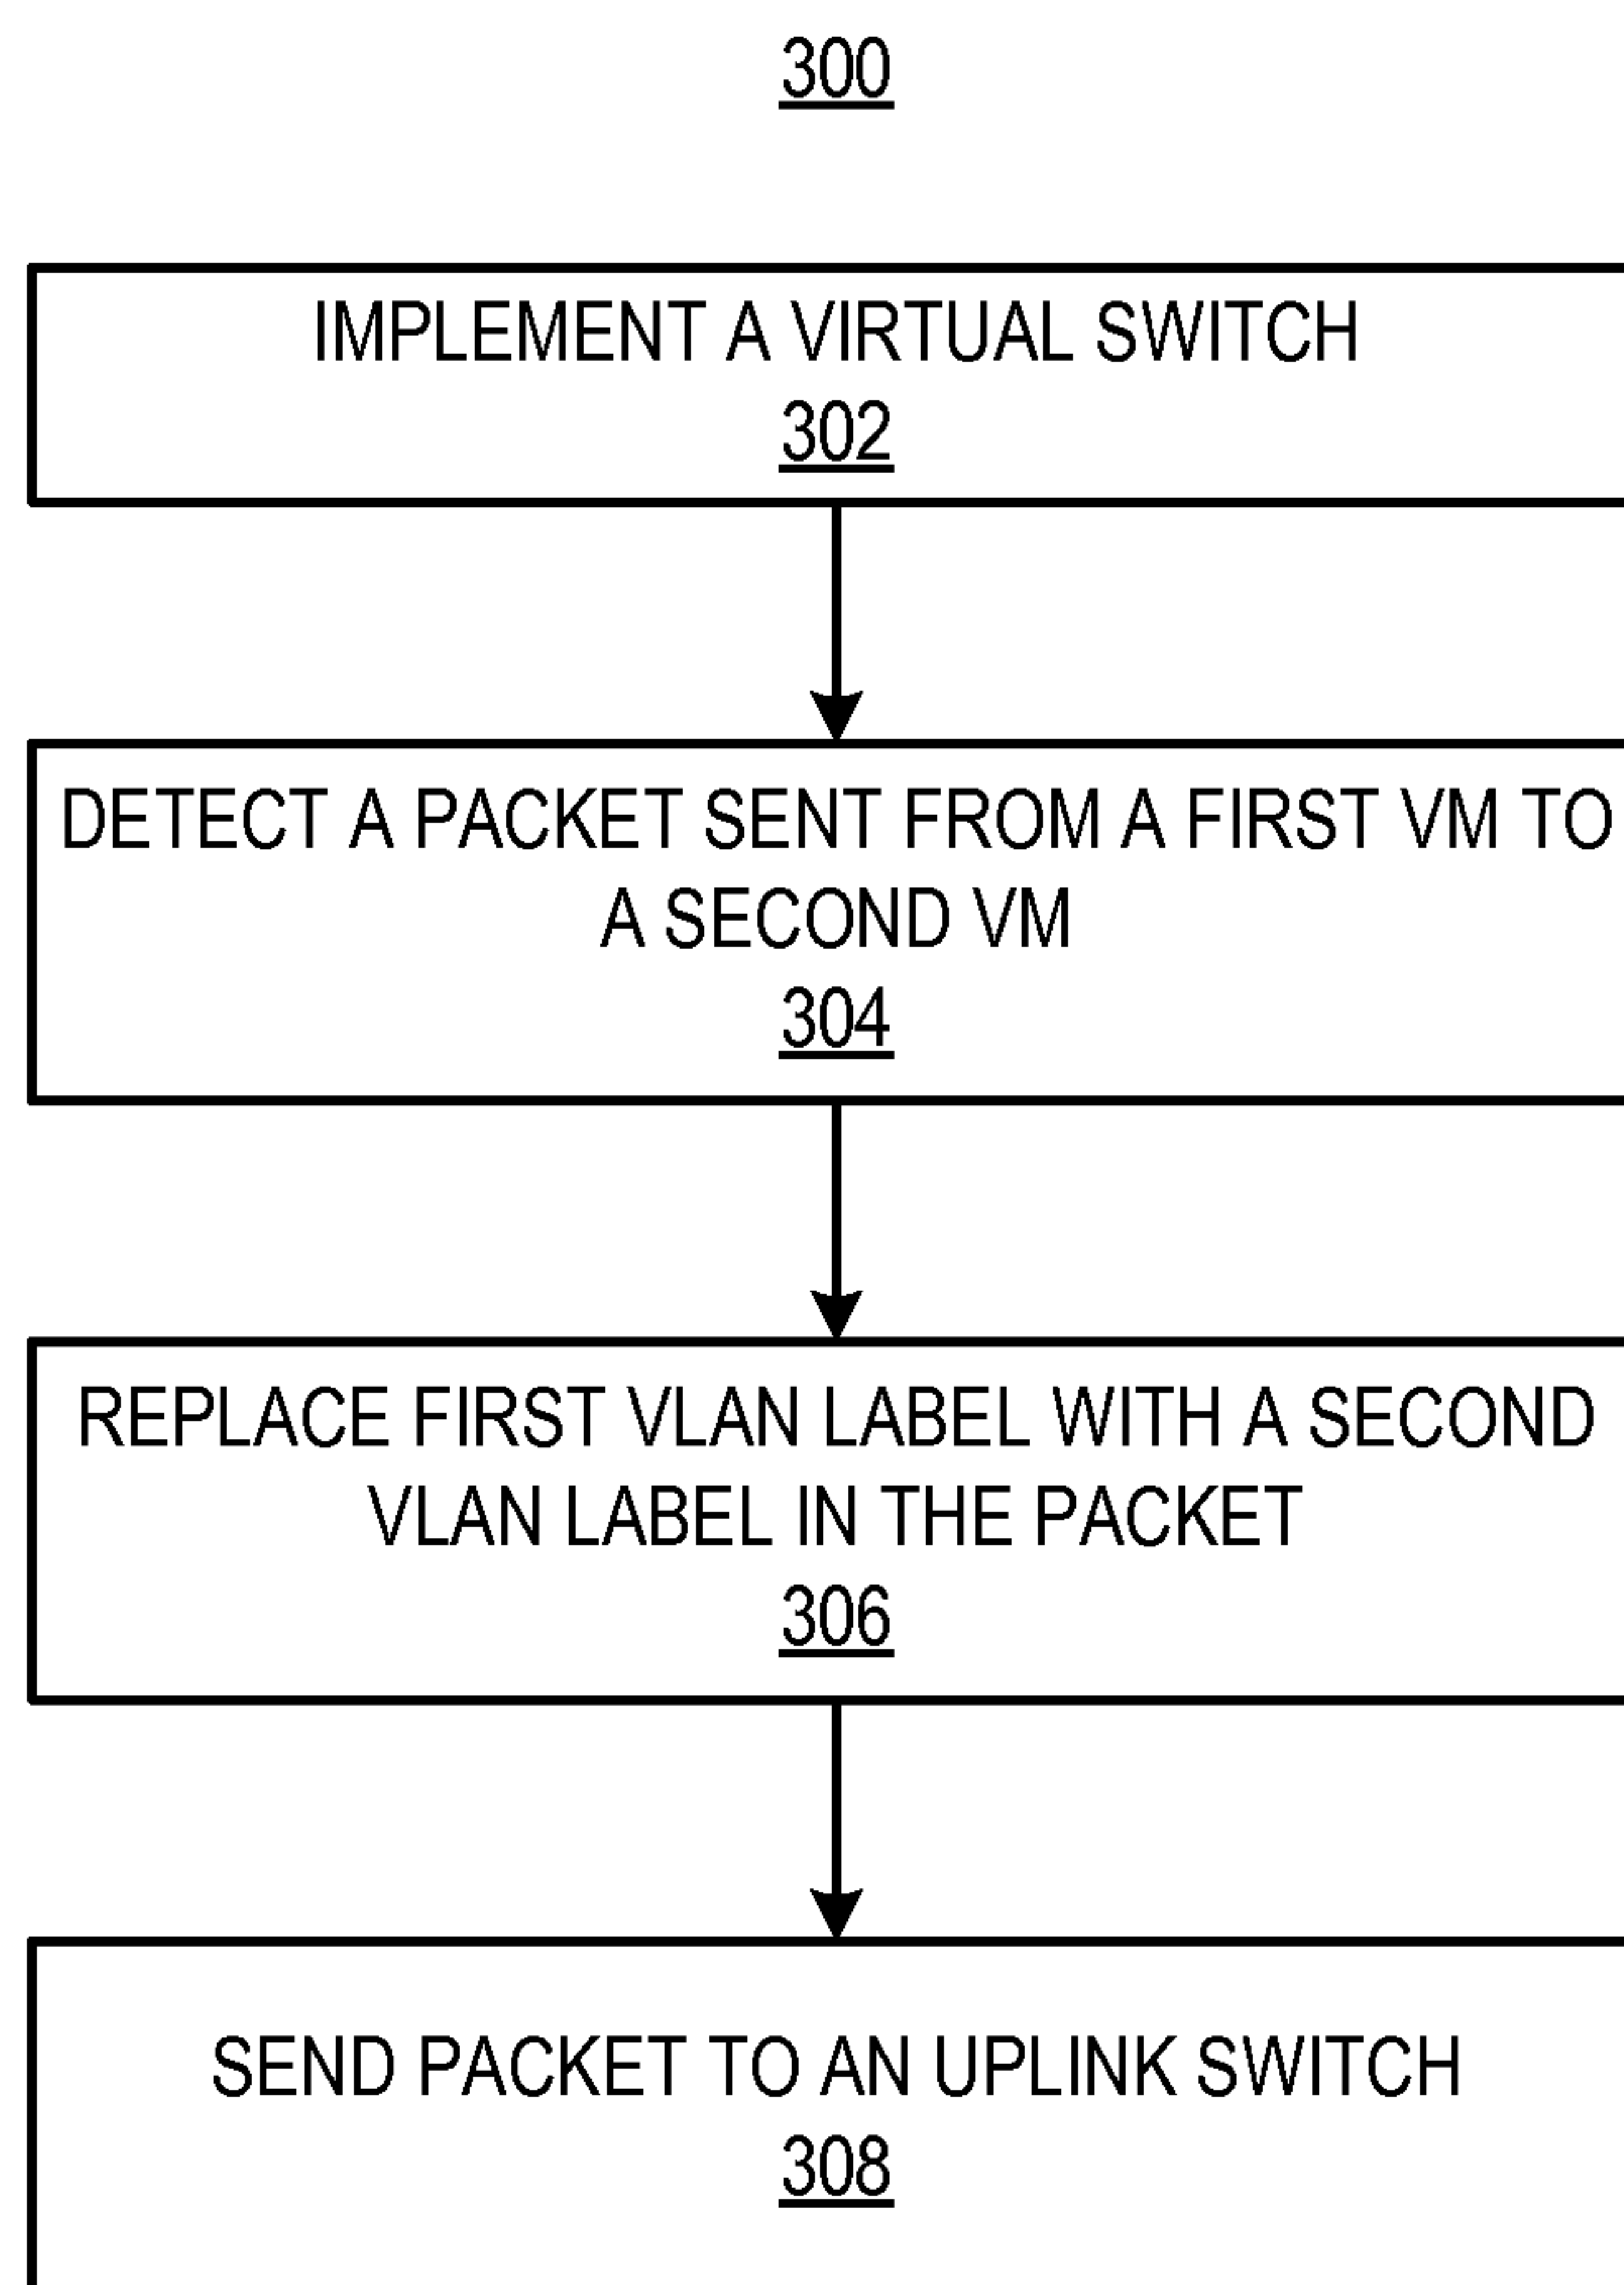 300
IMPLEMENT A VIRTUAL SWITCH
302
DETECT A PACKET SENT FROM A FIRST VM TO
A SECOND VM
304
REPLACE FIRST VLAN LABEL WITH A SECOND
VLAN LABEL IN THE PACKET
306
SEND PACKET TO AN UPLINK SWITCH
308